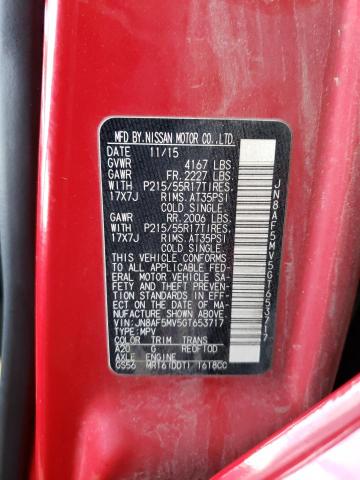 MFD.BY.NISSAN MOTOR CO.,LTD.
DATE 11/15
GVWR 4167 LBS.
GAWR FR.2227 LBS.
WITH P215/55R17TIRES.
17X7J RIMS.AT35PSI
COLD SINGLE.
GAWR RR.2006 LBS.
WITH P215/55R17TIRES.
17X7J RIMS.AT35PSI
COLD SINGLE.
THIS VEHICLE CONFORMS
TO ALL APPLICABLE FED-
ERAL MOTOR VEHICLE SA-
FETY AND THEFT PREVEN-
TION STANDARDS IN EFF-
ECT ON THE DATE OF MAN-
UFACTURE SHOWN ABOVE.
VIN:JN8AF5MV5GT653717
TYPE:MPV
COLOR TRIM TRANS
A20 G RE0F10D
AXLE ENGINE
GS56 MR16(DDT) 1618CC
JN8AF5MV5GT653717